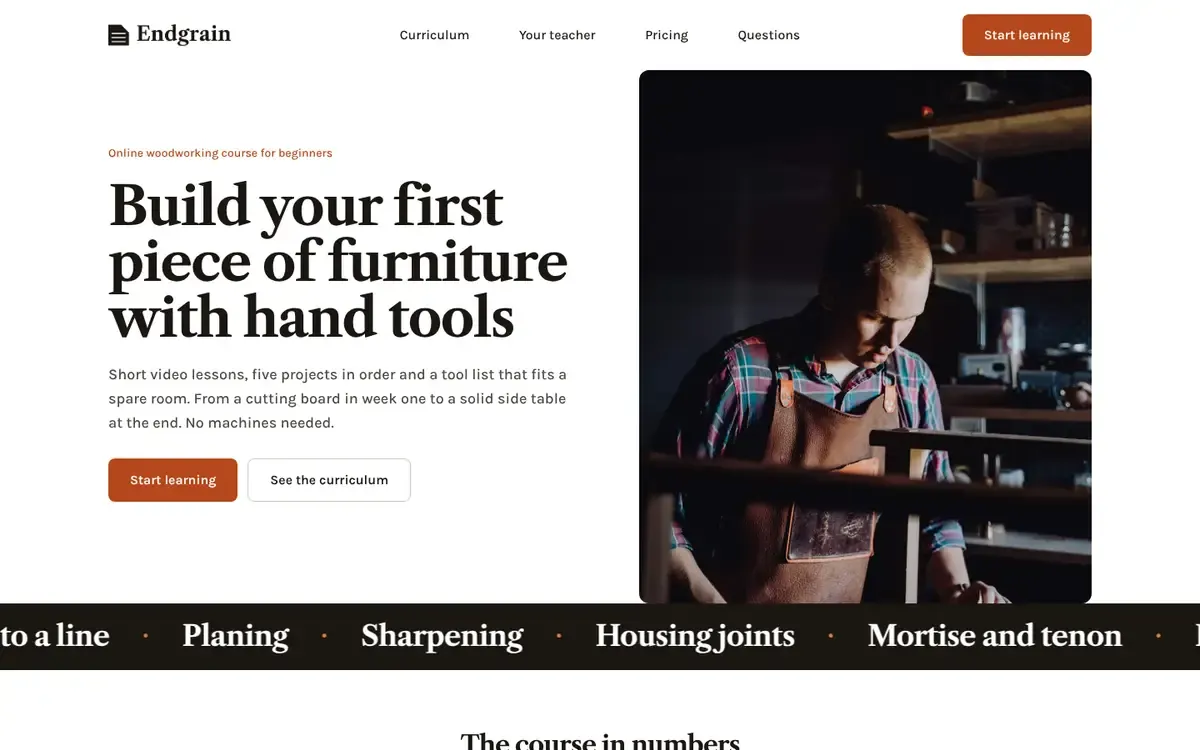 Endgrain
Curriculum
Your teacher
Pricing
Questions
Start learning
Online woodworking course for beginners
Build your first
piece of furniture
with hand tools
Short video lessons, five projects in order and a tool list that fits a
spare room. From a cutting board in week one to a solid side table
at the end. No machines needed.
Start learning
See the curriculum
to a line · Planing · Sharpening · Housing joints · Mortise and tenon ·
The course in numbers